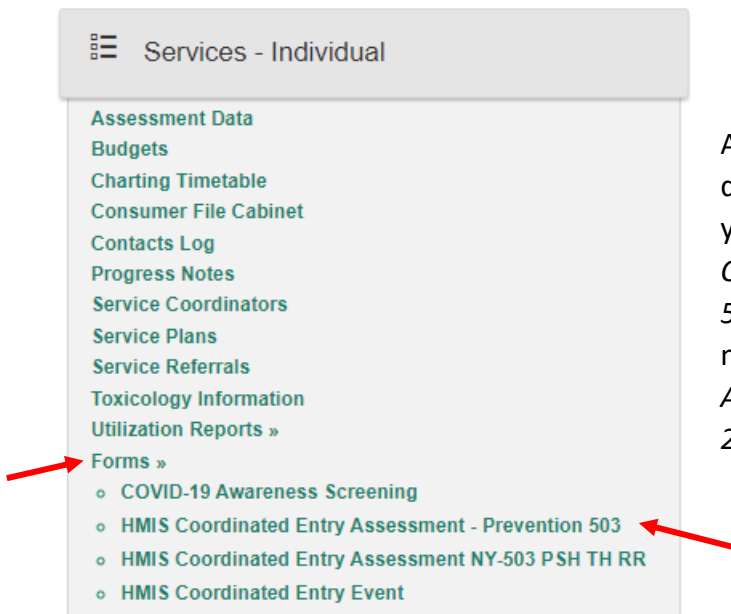 Services - Individual
Assessment Data
Budgets
Charting Timetable
Consumer File Cabinet
Contacts Log
Progress Notes
Service Coordinators
Service Plans
Service Referrals
Toxicology Information
Utilization Reports »
Forms »
COVID-19 Awareness Screening
HMIS Coordinated Entry Assessment - Prevention 503
HMIS Coordinated Entry Assessment NY-503 PSH TH RR
HMIS Coordinated Entry Event